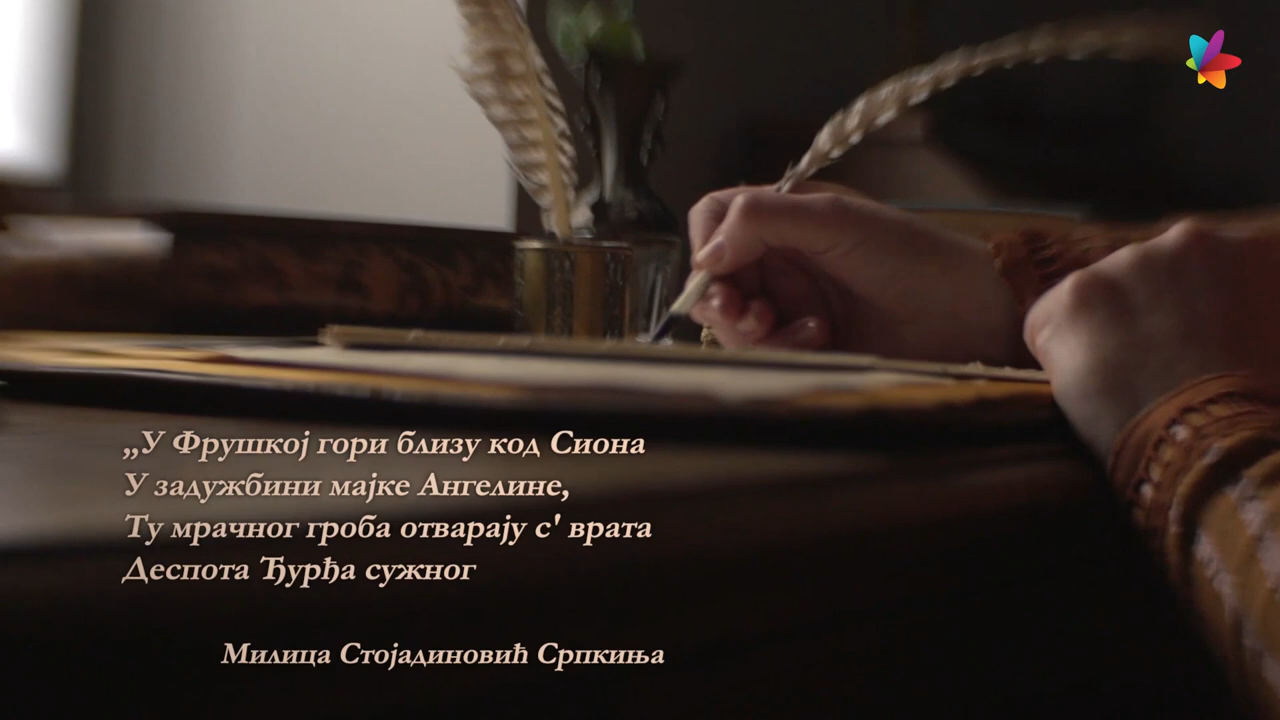 „У Фрушкој гори близу код Сиона
У задужбини мајке Ангелине,
Ту мрачног гроба отварају с' врата
Деспота Ђурђа сужног
Милица Стојадиновић Српкиња